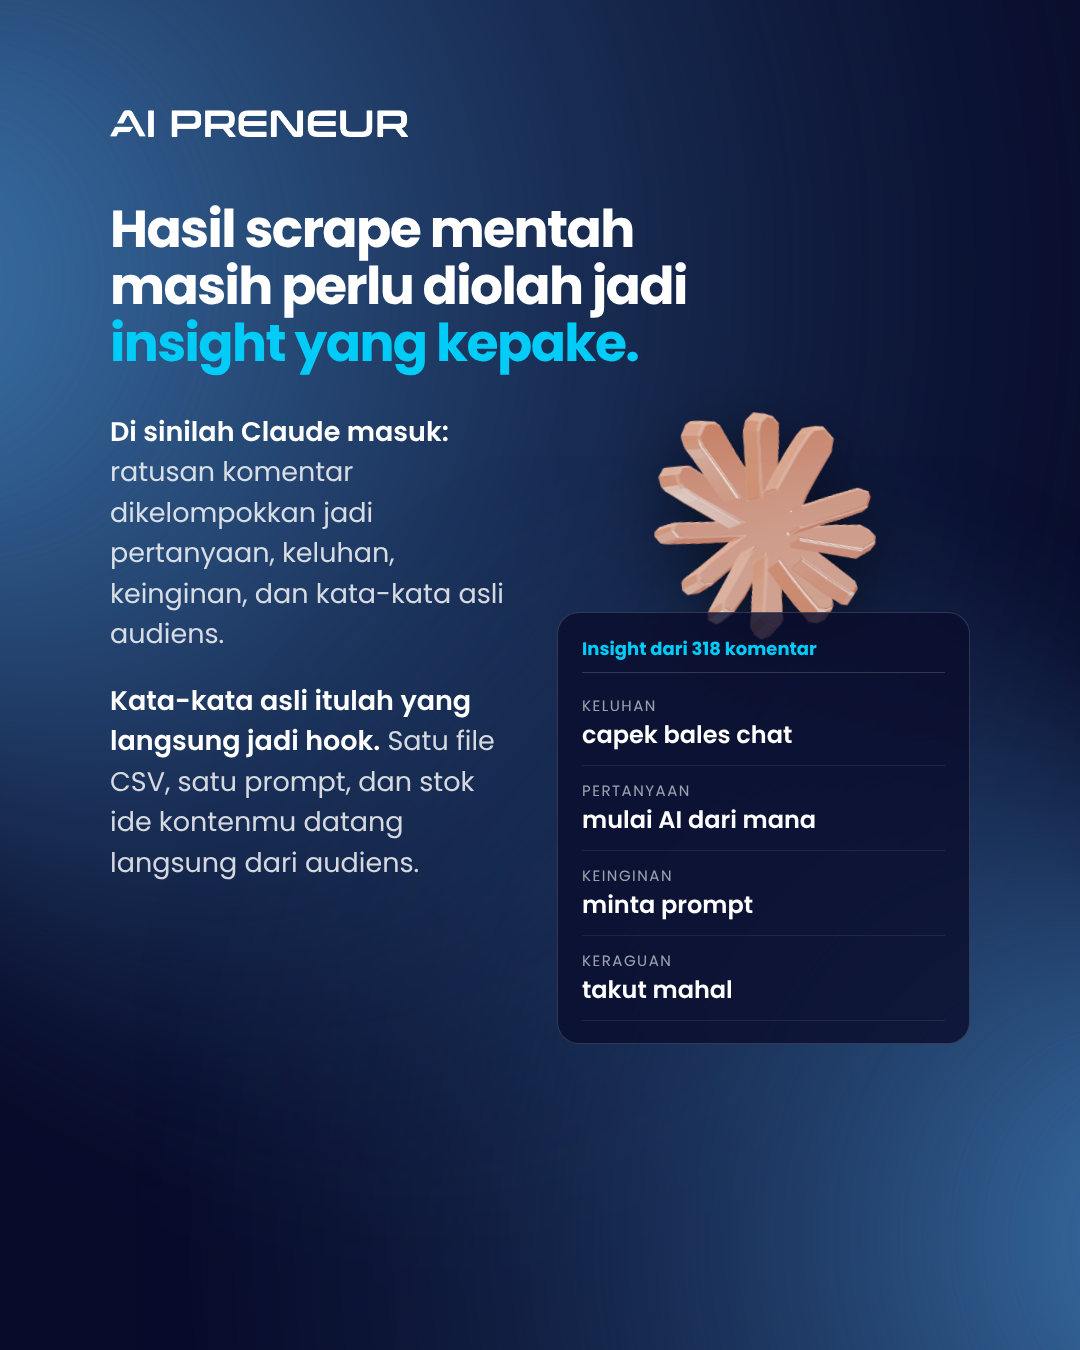 AI PRENEUR
Hasil scrape mentah
masih perlu diolah jadi
insight yang kepake.
Di sinilah Claude masuk:
ratusan komentar
dikelompokkan jadi
pertanyaan, keluhan,
keinginan, dan kata-kata asli
audiens.
Kata-kata asli itulah yang
langsung jadi hook. Satu file
CSV, satu prompt, dan stok
ide kontenmu datang
langsung dari audiens.
Insight dari 318 komentar
KELUHAN
capek bales chat
PERTANYAAN
mulai AI dari mana
KEINGINAN
minta prompt
KERAGUAN
takut mahal